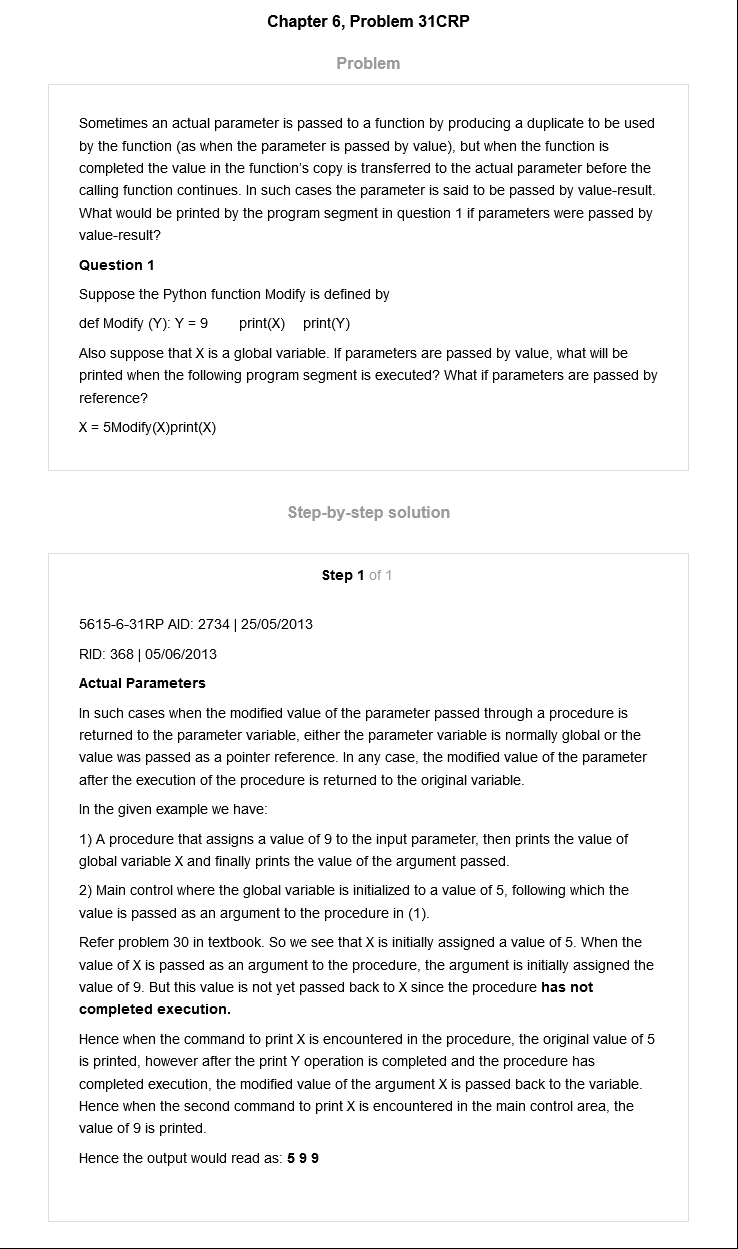 Chapter 6, Problem 31CRP
Problem
Sometimes an actual parameter is passed to a function by producing a duplicate to be used
by the function (as when the parameter is passed by value), but when the function is
completed the value in the function's copy is transferred to the actual parameter before the
calling function continues. In such cases the parameter is said to be passed by value-result.
What would be printed by the program segment in question 1 if parameters were passed by
value-result?
Question 1
Suppose the Python function Modify is defined by
def Modify (Y): Y = 9 print(X) print(Y)
Also suppose that X is a global variable. If parameters are passed by value, what will be
printed when the following program segment is executed? What if parameters are passed by
reference?
X = 5Modify(X)print(X)
Step-by-step solution
Step 1 of 1
5615-6-31RP AID: 2734 | 25/05/2013
RID: 368 | 05/06/2013
Actual Parameters
In such cases when the modified value of the parameter passed through a procedure is
returned to the parameter variable, either the parameter variable is normally global or the
value was passed as a pointer reference. In any case, the modified value of the parameter
after the execution of the procedure is returned to the original variable.
In the given example we have:
1) A procedure that assigns a value of 9 to the input parameter, then prints the value of
global variable X and finally prints the value of the argument passed.
2) Main control where the global variable is initialized to a value of 5, following which the
value is passed as an argument to the procedure in (1).
Refer problem 30 in textbook. So we see that X is initially assigned a value of 5. When the
value of X is passed as an argument to the procedure, the argument is initially assigned the
value of 9. But this value is not yet passed back to X since the procedure has not
completed execution.
Hence when the command to print X is encountered in the procedure, the original value of 5
is printed, however after the print Y operation is completed and the procedure has
completed execution, the modified value of the argument X is passed back to the variable.
Hence when the second command to print X is encountered in the main control area, the
value of 9 is printed.
Hence the output would read as: 5 9 9